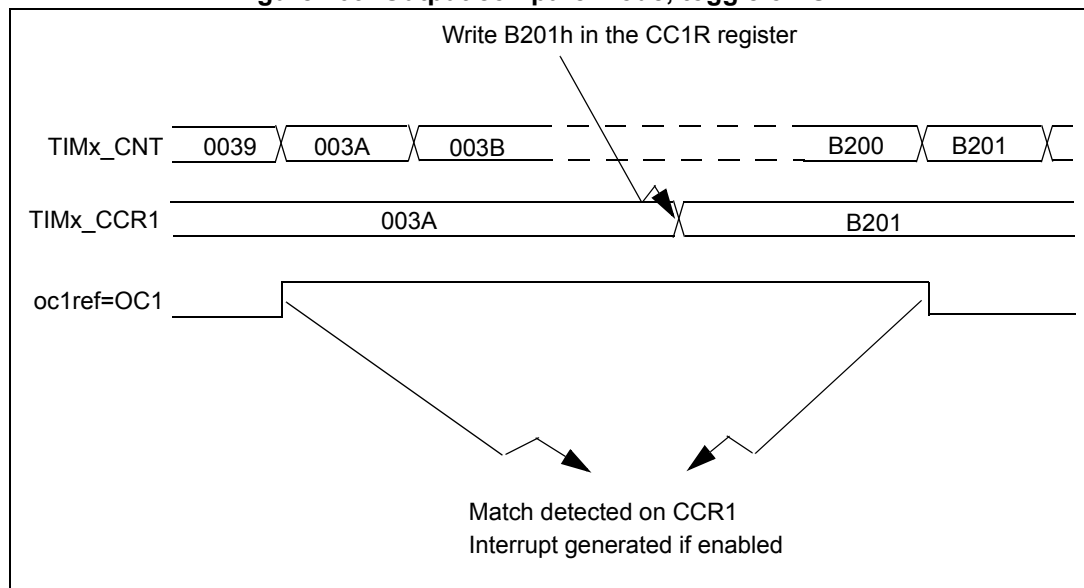 Write B201h in the CC1R register
TIMx_CNT 0039 003A 003B B200 B201
TIMx_CCR1 003A B201
oc1ref=OC1
Match detected on CCR1
Interrupt generated if enabled